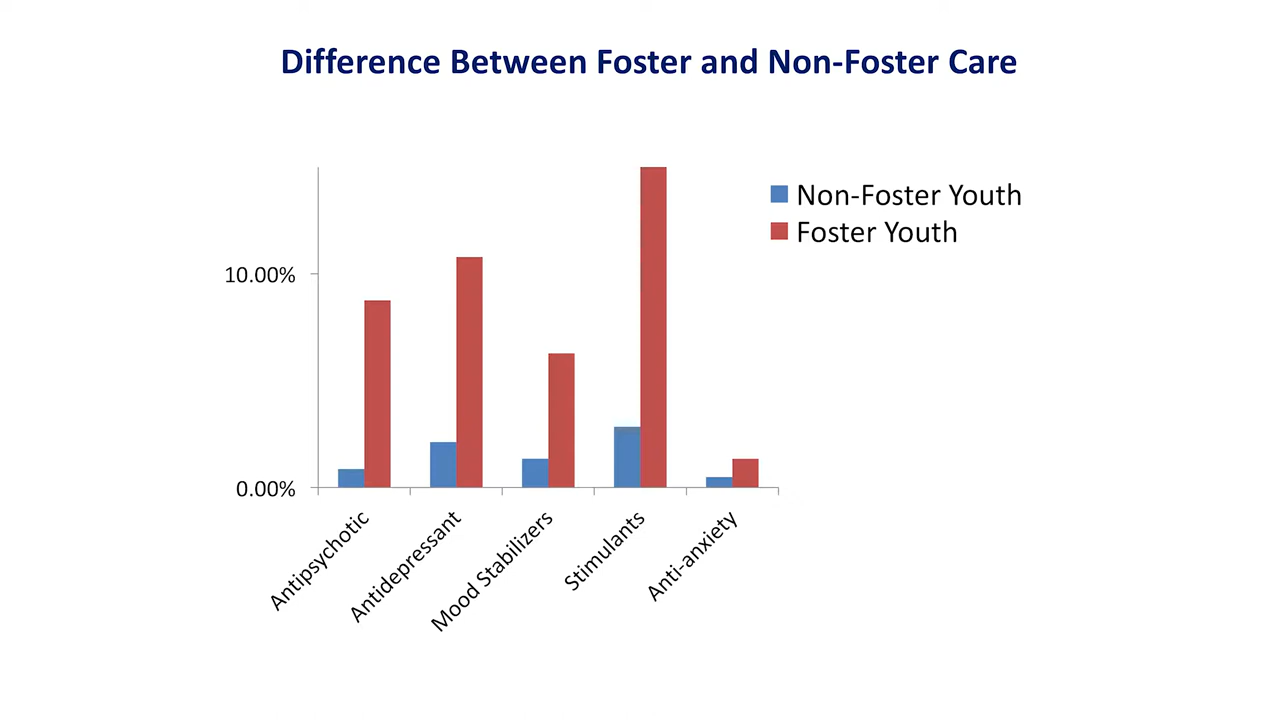 Difference Between Foster and Non-Foster Care
Non-Foster Youth
Foster Youth
10.00%
0.00%
Antipsychotic
Antidepressant
Mood Stabilizers
Stimulants
Anti-anxiety